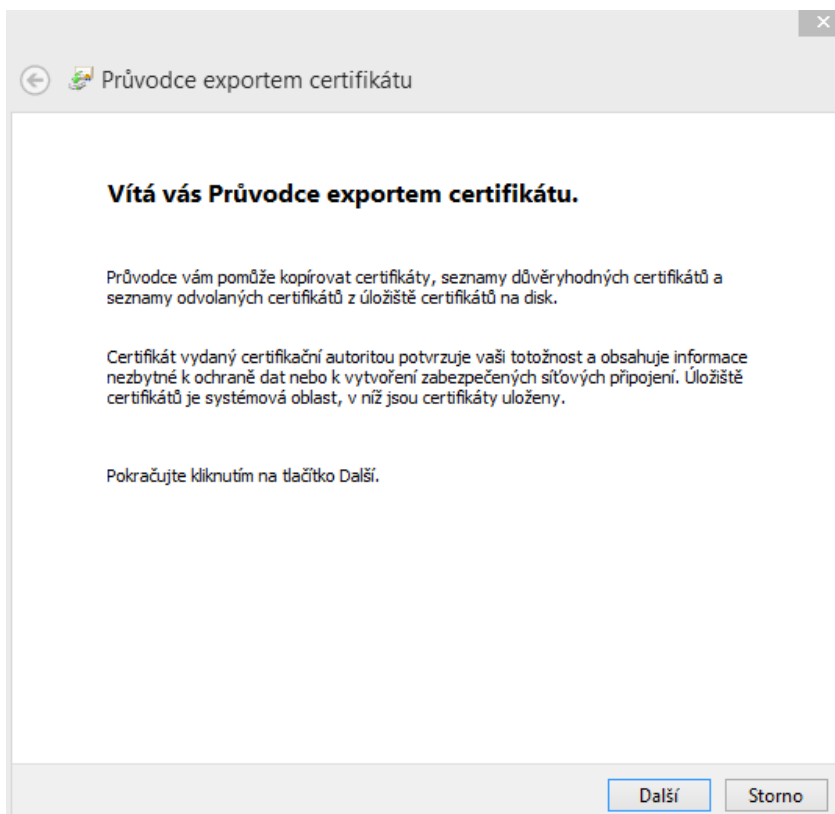 Průvodce exportem certifikátu
Vítá vás Průvodce exportem certifikátu.
Průvodce vám pomůže kopírovat certifikáty, seznamy důvěryhodných certifikátů a
seznamy odvolaných certifikátů z úložiště certifikátů na disk.
Certifikát vydaný certifikační autoritou potvrzuje vaši totožnost a obsahuje informace
nezbytné k ochraně dat nebo k vytvoření zabezpečených síťových připojení. Úložiště
certifikátů je systémová oblast, v níž jsou certifikáty uloženy.
Pokračujte kliknutím na tlačítko Další.
Další Storno